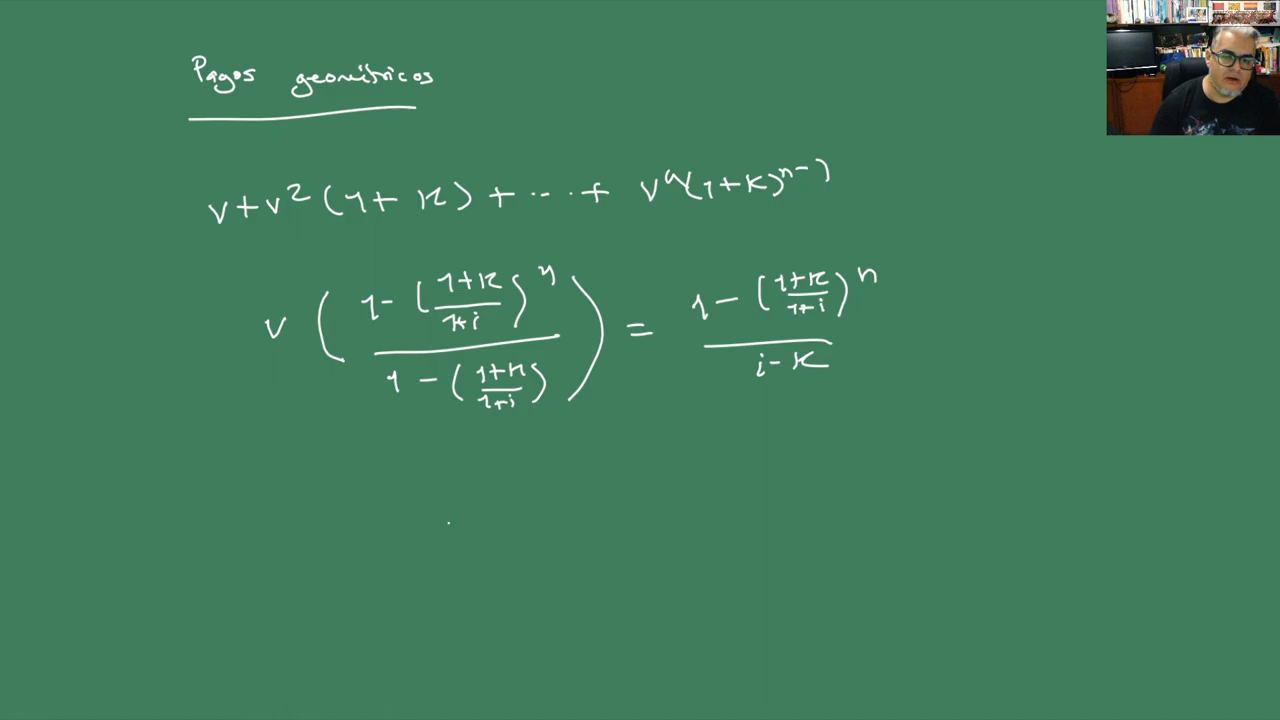 Pagos geométricos
v + v² (1 + k) + ··· + vⁿ(1+k)ⁿ⁻¹
v ( (1 - ((1+k)/(1+i))ⁿ) / (1 - ((1+k)/(1+i))) ) = (1 - ((1+k)/(1+i))ⁿ) / (i - k)